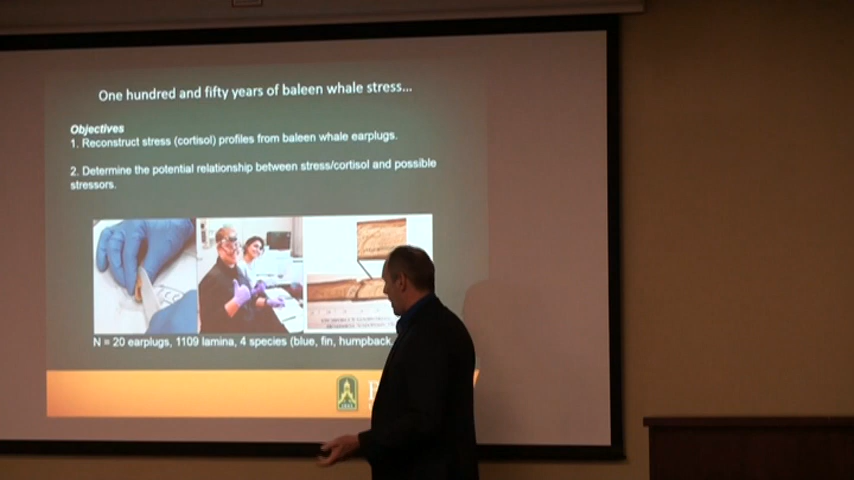 One hundred and fifty years of baleen whale stress...
Objectives
1. Reconstruct stress (cortisol) profiles from baleen whale earplugs.
2. Determine the potential relationship between stress/cortisol and possible
stressors.
N = 20 earplugs, 1109 lamina, 4 species (blue, fin, humpback,